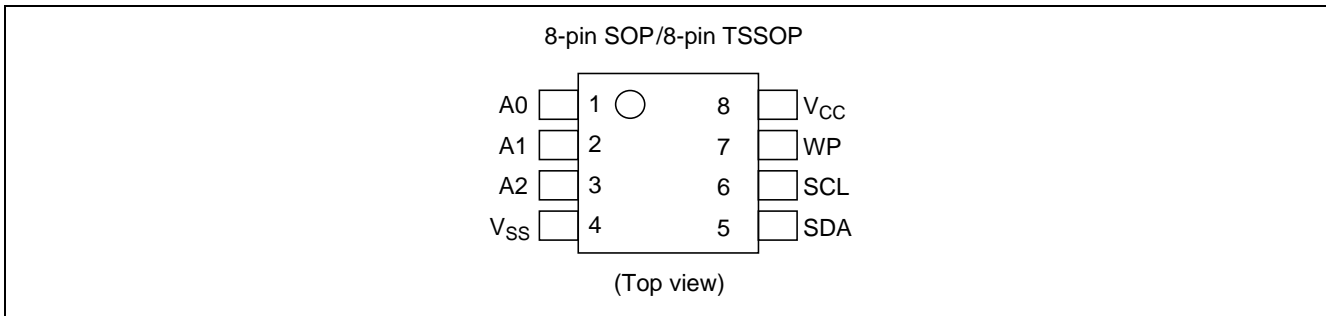 8-pin SOP/8-pin TSSOP
A0 1 8 VCC
A1 2 7 WP
A2 3 6 SCL
VSS 4 5 SDA
(Top view)